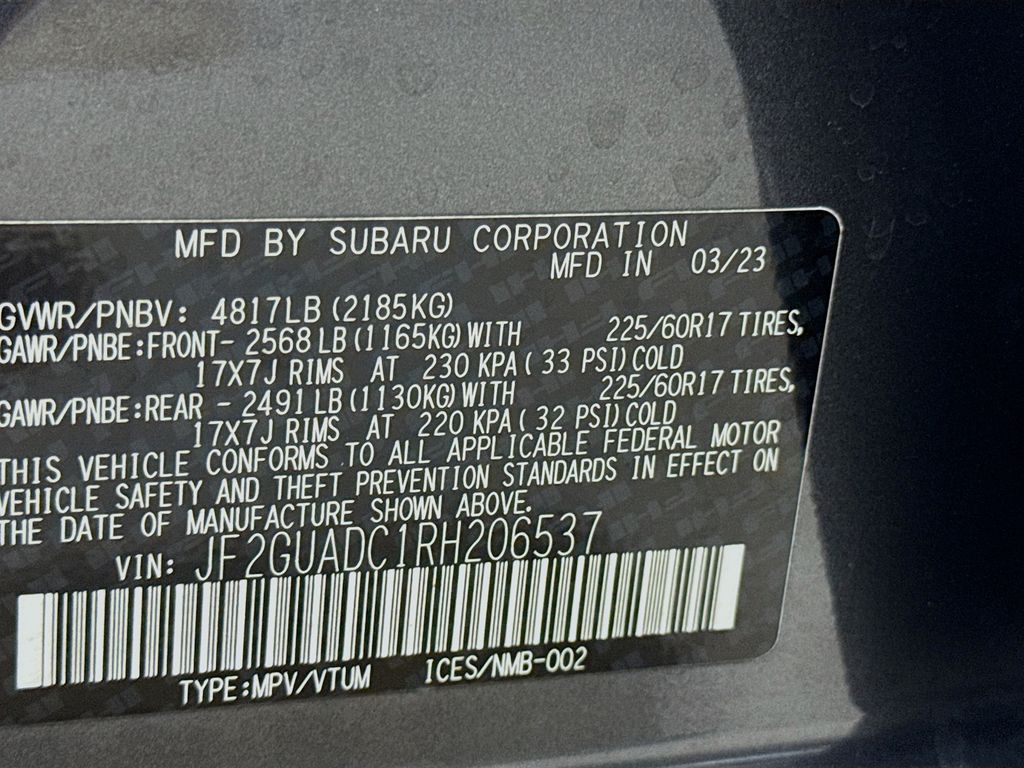 MFD BY SUBARU CORPORATION
MFD IN 03/23
GVWR/PNBV: 4817LB (2185KG)
GAWR/PNBE:FRONT- 2568 LB (1165KG) WITH 225/60R17 TIRES,
17X7J RIMS AT 230 KPA ( 33 PSI) COLD
GAWR/PNBE:REAR - 2491 LB (1130KG) WITH 225/60R17 TIRES,
17X7J RIMS AT 220 KPA ( 32 PSI) COLD
THIS VEHICLE CONFORMS TO ALL APPLICABLE FEDERAL MOTOR
VEHICLE SAFETY AND THEFT PREVENTION STANDARDS IN EFFECT ON
THE DATE OF MANUFACTURE SHOWN ABOVE.
VIN: JF2GUADC1RH206537
TYPE:MPV/VTUM ICES/NMB-002